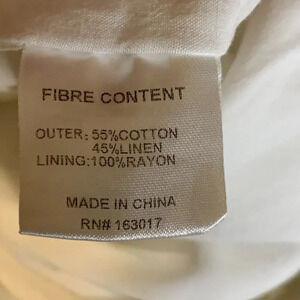 FIBRE CONTENT
OUTER: 55%COTTON
45%LINEN
LINING:100%RAYON
MADE IN CHINA
RN# 163017